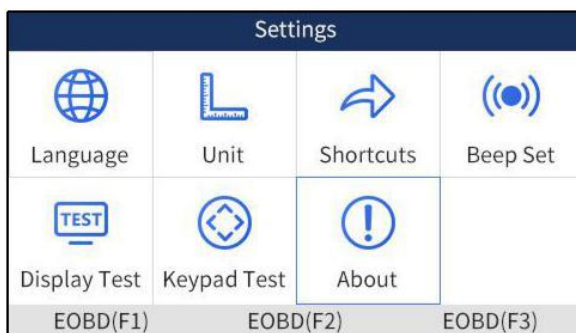 Settings
Language Unit Shortcuts Beep Set
TEST
Display Test Keypad Test About
EOBD(F1) EOBD(F2) EOBD(F3)